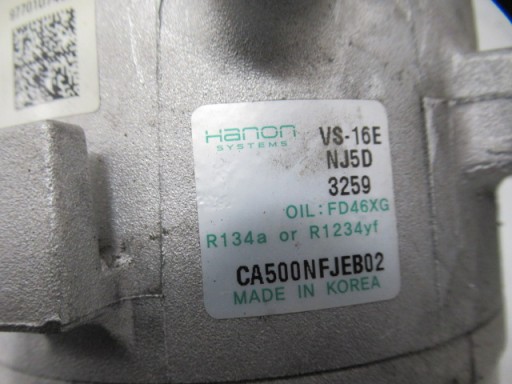 Hanon
SYSTEMS
VS-16E
NJ5D
3259
OIL:FD46XG
R134a or R1234yf
CA500NFJEB02
MADE IN KOREA